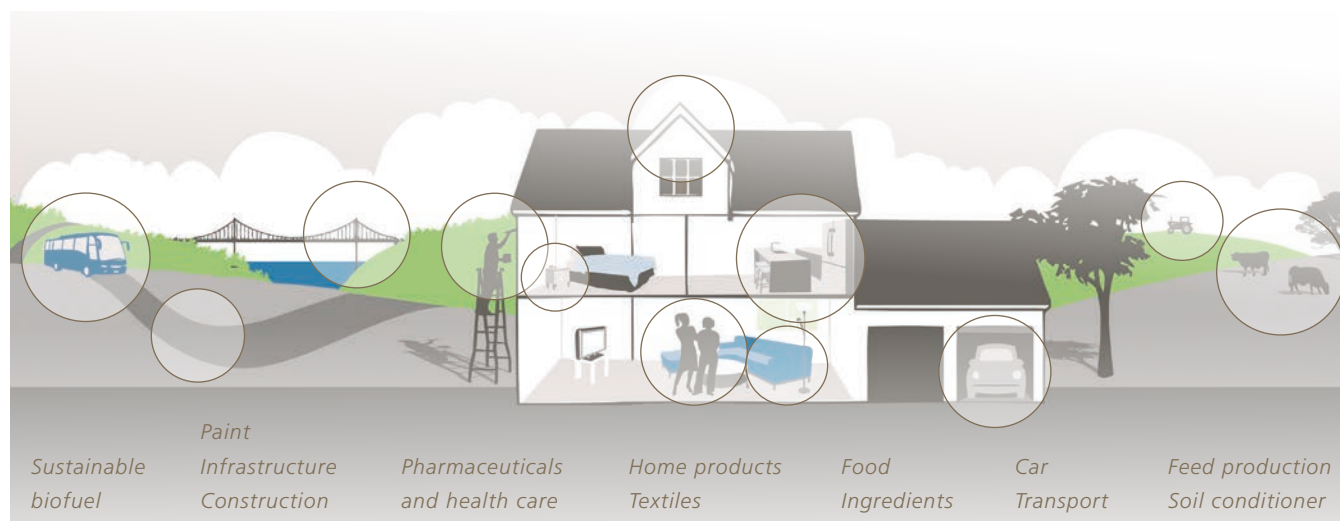 Sustainable
biofuel
Paint
Infrastructure
Construction
Pharmaceuticals
and health care
Home products
Textiles
Food
Ingredients
Car
Transport
Feed production
Soil conditioner